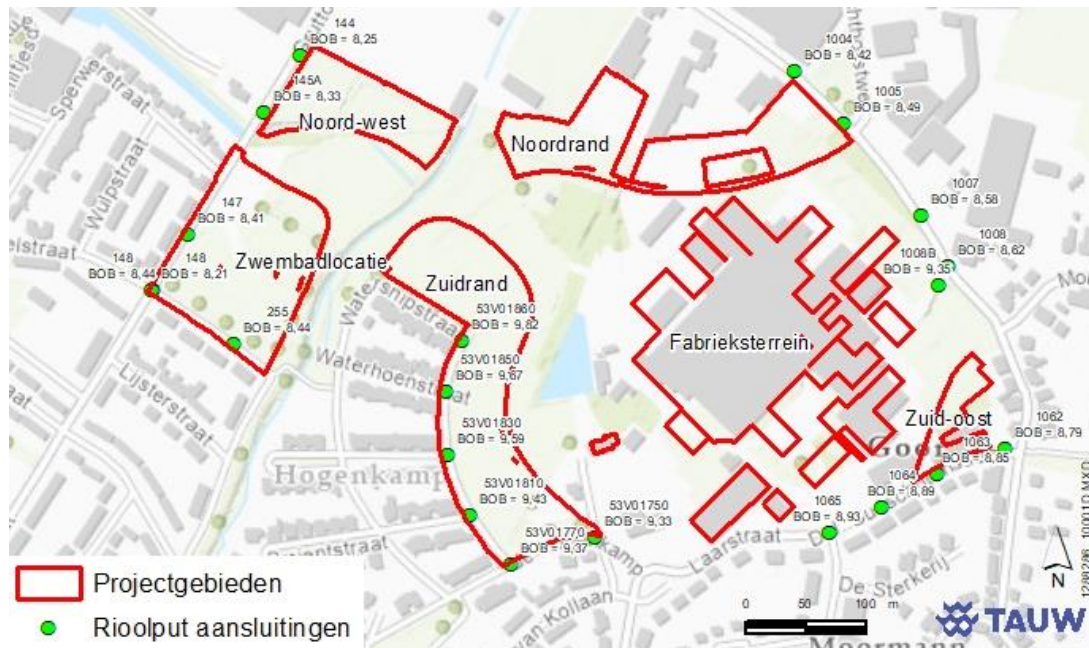 144
BOB = 8,25
145A
BOB = 8,33
Noord-west
Sperwerstraat
Wulpstraat
147
BOB = 8,41
148
BOB = 8,44
148
BOB = 8,21
Zwembadlocatie
255
BOB = 8,44
Lijsterstraat
Noordrand
1004
BOB = 8,42
1005
BOB = 8,49
1007
BOB = 8,58
1008
BOB = 8,62
1008B
BOB = 9,35
Zuidrand
Watersnipstraat
53V01860
BOB = 9,82
Waterhoenstraat
53V01850
BOB = 9,67
53V01830
BOB = 9,59
Hogenkamp
53V01810
BOB = 9,43
53V01750
BOB = 9,33
53V01770
BOB = 9,37
Fabrieksterrein
Zuid-oost
Goor
1062
BOB = 8,79
1063
BOB = 8,85
1064
BOB = 8,89
1065
BOB = 8,93
Laarstraat
De Sterkerij
van Kollaan
Moormann
Projectgebieden
Rioolput aansluitingen
0 50 100 m
N
TAUW